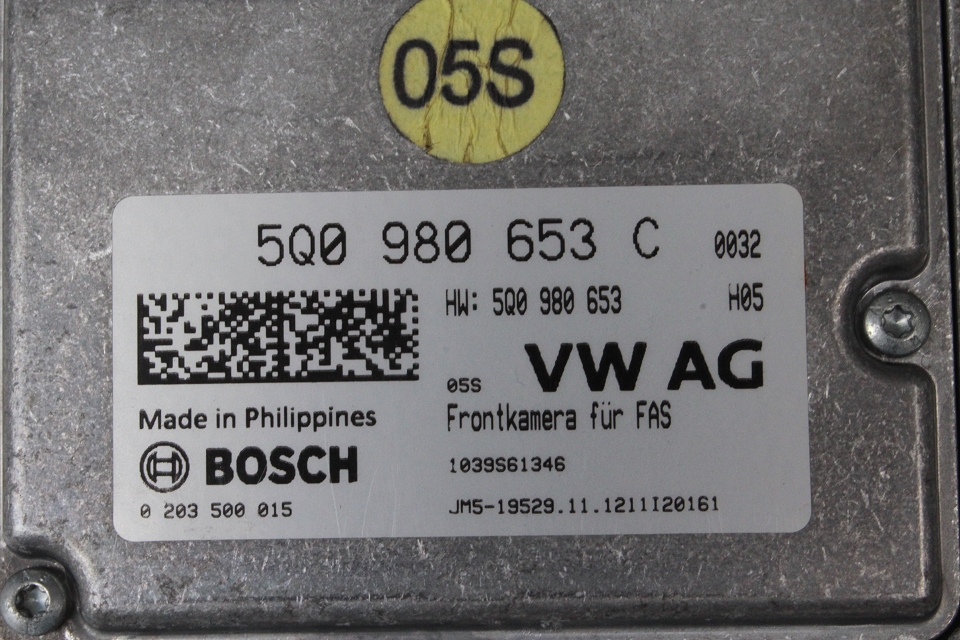 05S
5Q0 980 653 C 0032
HW: 5Q0 980 653 H05
05S VW AG
Made in Philippines
Frontkamera für FAS
BOSCH
1039S61346
0 203 500 015
JM5-19529.11.1211I20161